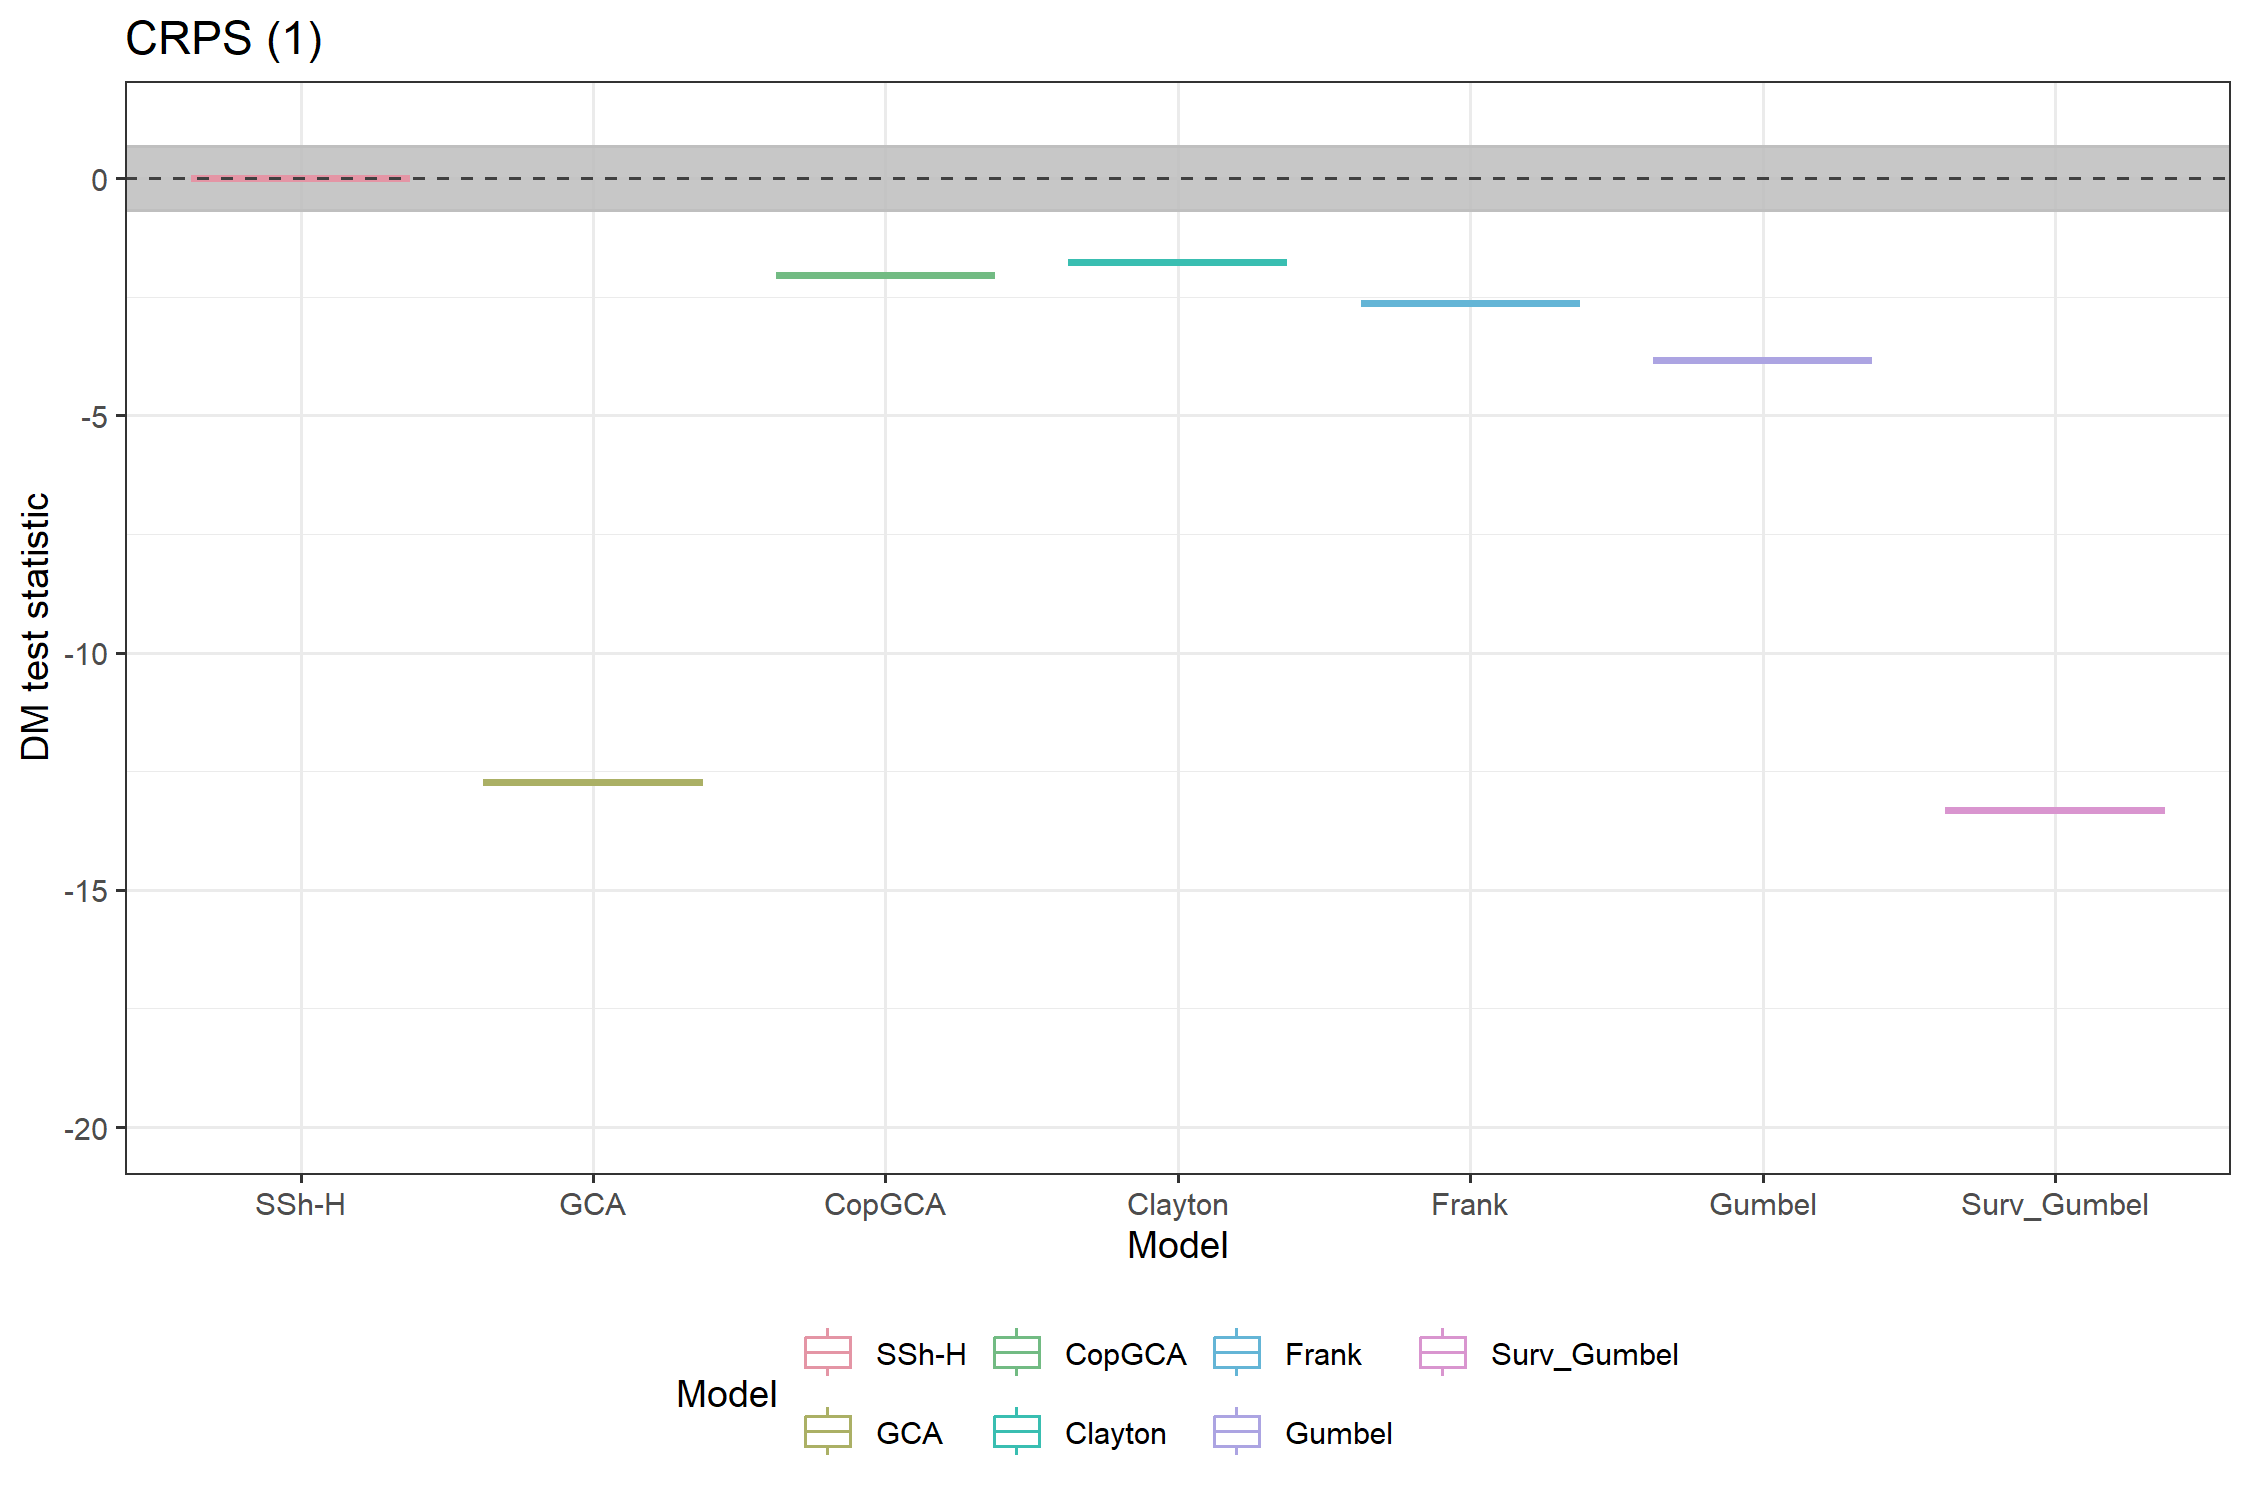 CRPS (1)
DM test statistic
0
-5
-10
-15
-20
SSh-H GCA CopGCA Clayton Frank Gumbel Surv_Gumbel
Model
Model
SSh-H CopGCA Frank Surv_Gumbel
GCA Clayton Gumbel